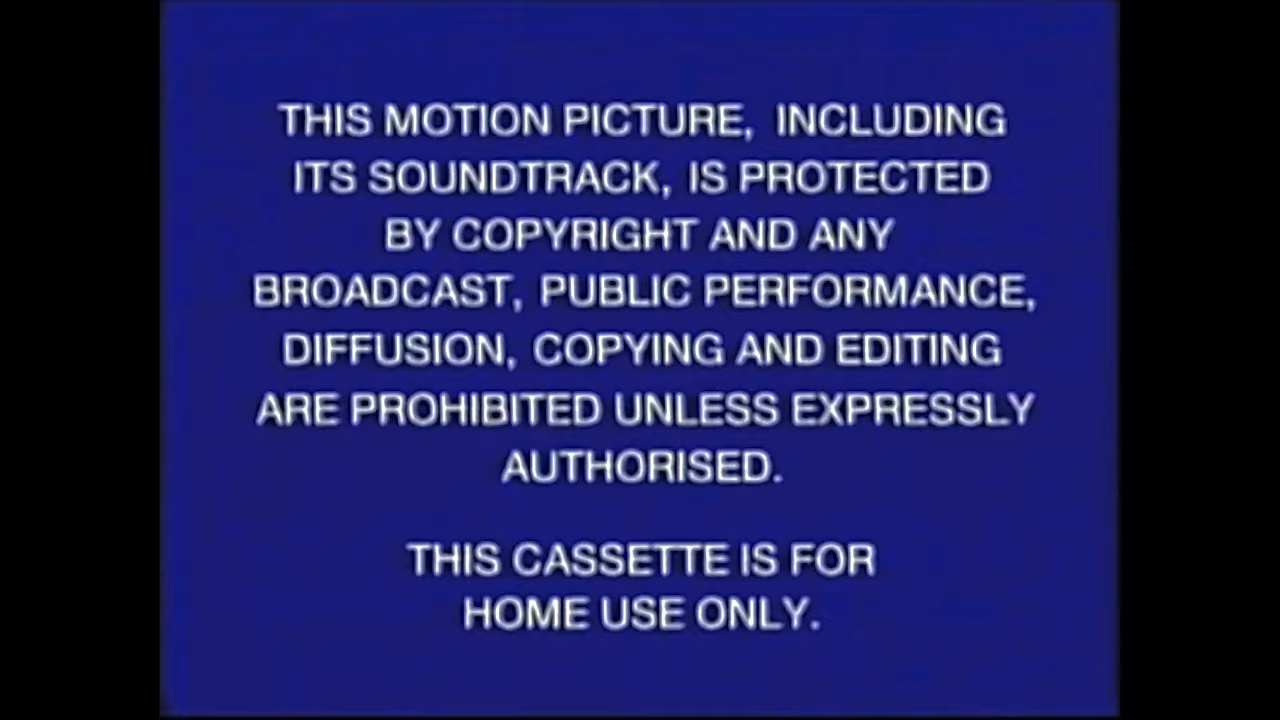 THIS MOTION PICTURE, INCLUDING
ITS SOUNDTRACK, IS PROTECTED
BY COPYRIGHT AND ANY
BROADCAST, PUBLIC PERFORMANCE,
DIFFUSION, COPYING AND EDITING
ARE PROHIBITED UNLESS EXPRESSLY
AUTHORISED.
THIS CASSETTE IS FOR
HOME USE ONLY.